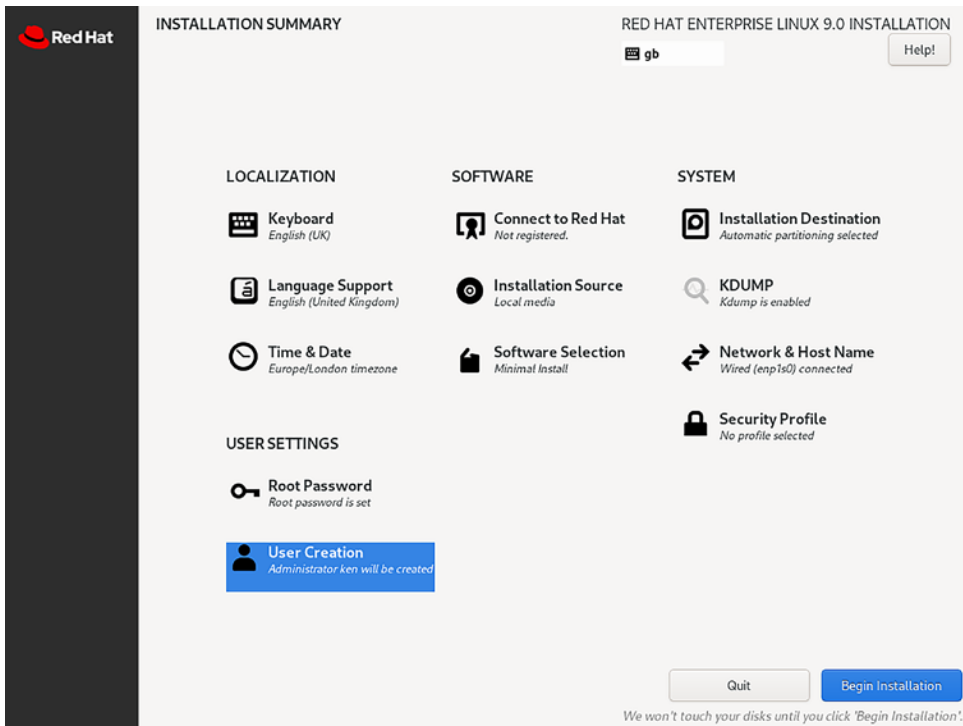 Red Hat
INSTALLATION SUMMARY
RED HAT ENTERPRISE LINUX 9.0 INSTALLATION
gb
Help!
LOCALIZATION
Keyboard
English (UK)
Language Support
English (United Kingdom)
Time & Date
Europe/London timezone
SOFTWARE
Connect to Red Hat
Not registered.
Installation Source
Local media
Software Selection
Minimal Install
SYSTEM
Installation Destination
Automatic partitioning selected
KDUMP
Kdump is enabled
Network & Host Name
Wired (enp1s0) connected
Security Profile
No profile selected
USER SETTINGS
Root Password
Root password is set
User Creation
Administrator ken will be created
Quit
Begin Installation
We won't touch your disks until you click 'Begin Installation'.